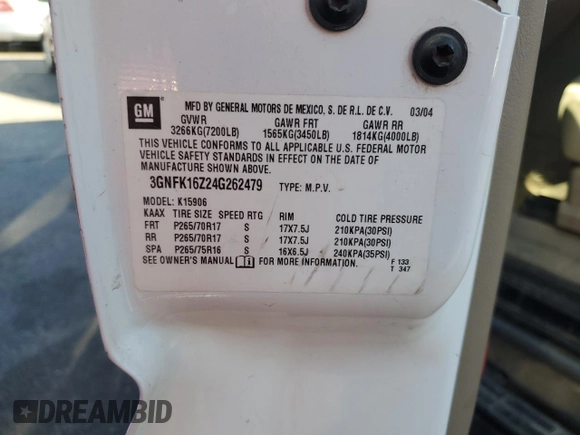 GM
MFD BY GENERAL MOTORS DE MEXICO, S. DE R.L. DE C.V. 03/04
GVWR GAWR FRT GAWR RR
3266KG(7200LB) 1565KG(3450LB) 1814KG(4000LB)
THIS VEHICLE CONFORMS TO ALL APPLICABLE U.S. FEDERAL MOTOR
VEHICLE SAFETY STANDARDS IN EFFECT ON THE DATE OF
MANUFACTURE SHOWN ABOVE.
3GNFK16Z24G262479 TYPE: M.P.V.
MODEL: K15906
KAAX TIRE SIZE SPEED RTG RIM COLD TIRE PRESSURE
FRT P265/70R17 S 17X7.5J 210KPA(30PSI)
RR P265/70R17 S 17X7.5J 210KPA(30PSI)
SPA P265/75R16 S 16X6.5J 240KPA(35PSI)
SEE OWNER'S MANUAL FOR MORE INFORMATION. F 133
T 347
DREAMBID